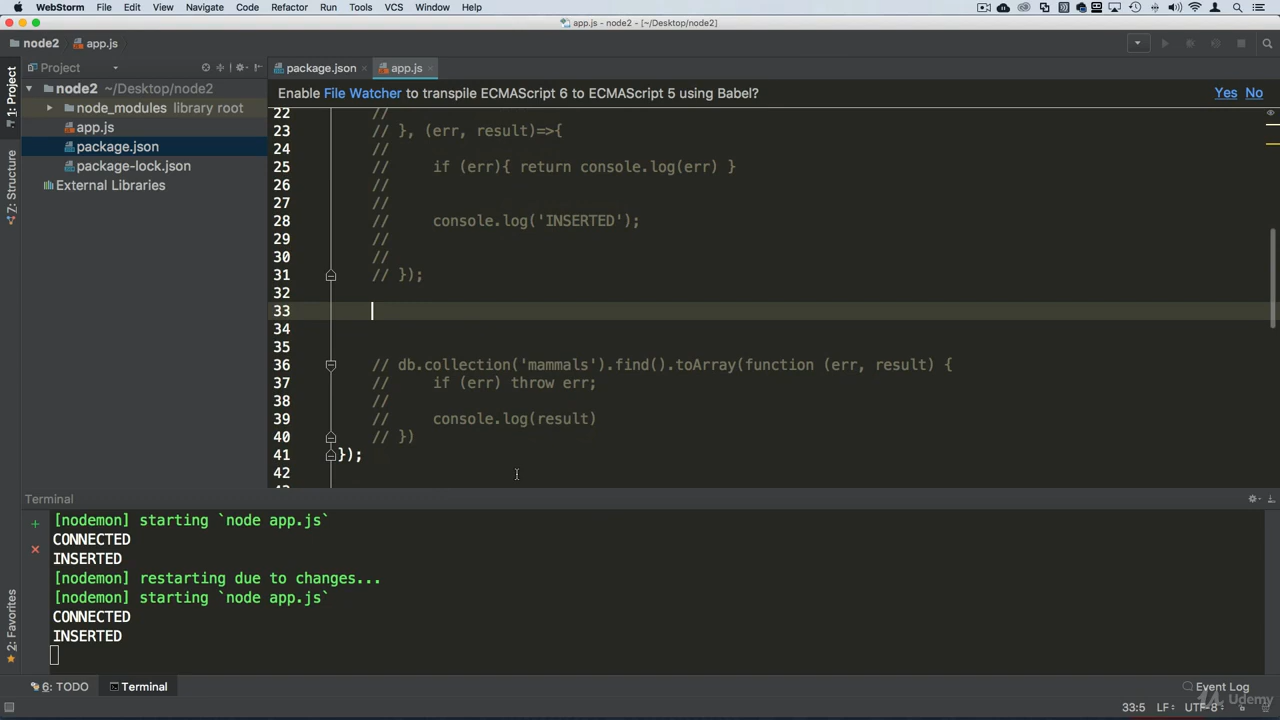 WebStorm File Edit View Navigate Code Refactor Run Tools VCS Window Help
app.js - node2 - [~/Desktop/node2]
node2 app.js
Project
package.json
app.js
Enable File Watcher to transpile ECMAScript 6 to ECMAScript 5 using Babel?
Yes No
1: Project
Z: Structure
2: Favorites
node2 ~/Desktop/node2
node_modules library root
app.js
package.json
package-lock.json
External Libraries
22 //
23 // }, (err, result)=>{
24 //
25 // if (err){ return console.log(err) }
26 //
27 //
28 // console.log('INSERTED');
29 //
30 //
31 // });
32
33
34
35
36 // db.collection('mammals').find().toArray(function (err, result) {
37 // if (err) throw err;
38 //
39 // console.log(result)
40 // })
41 });
42
Terminal
[nodemon] starting `node app.js`
CONNECTED
INSERTED
[nodemon] restarting due to changes...
[nodemon] starting `node app.js`
CONNECTED
INSERTED
6: TODO Terminal
Event Log
33:5 LF UTF-8
Udemy